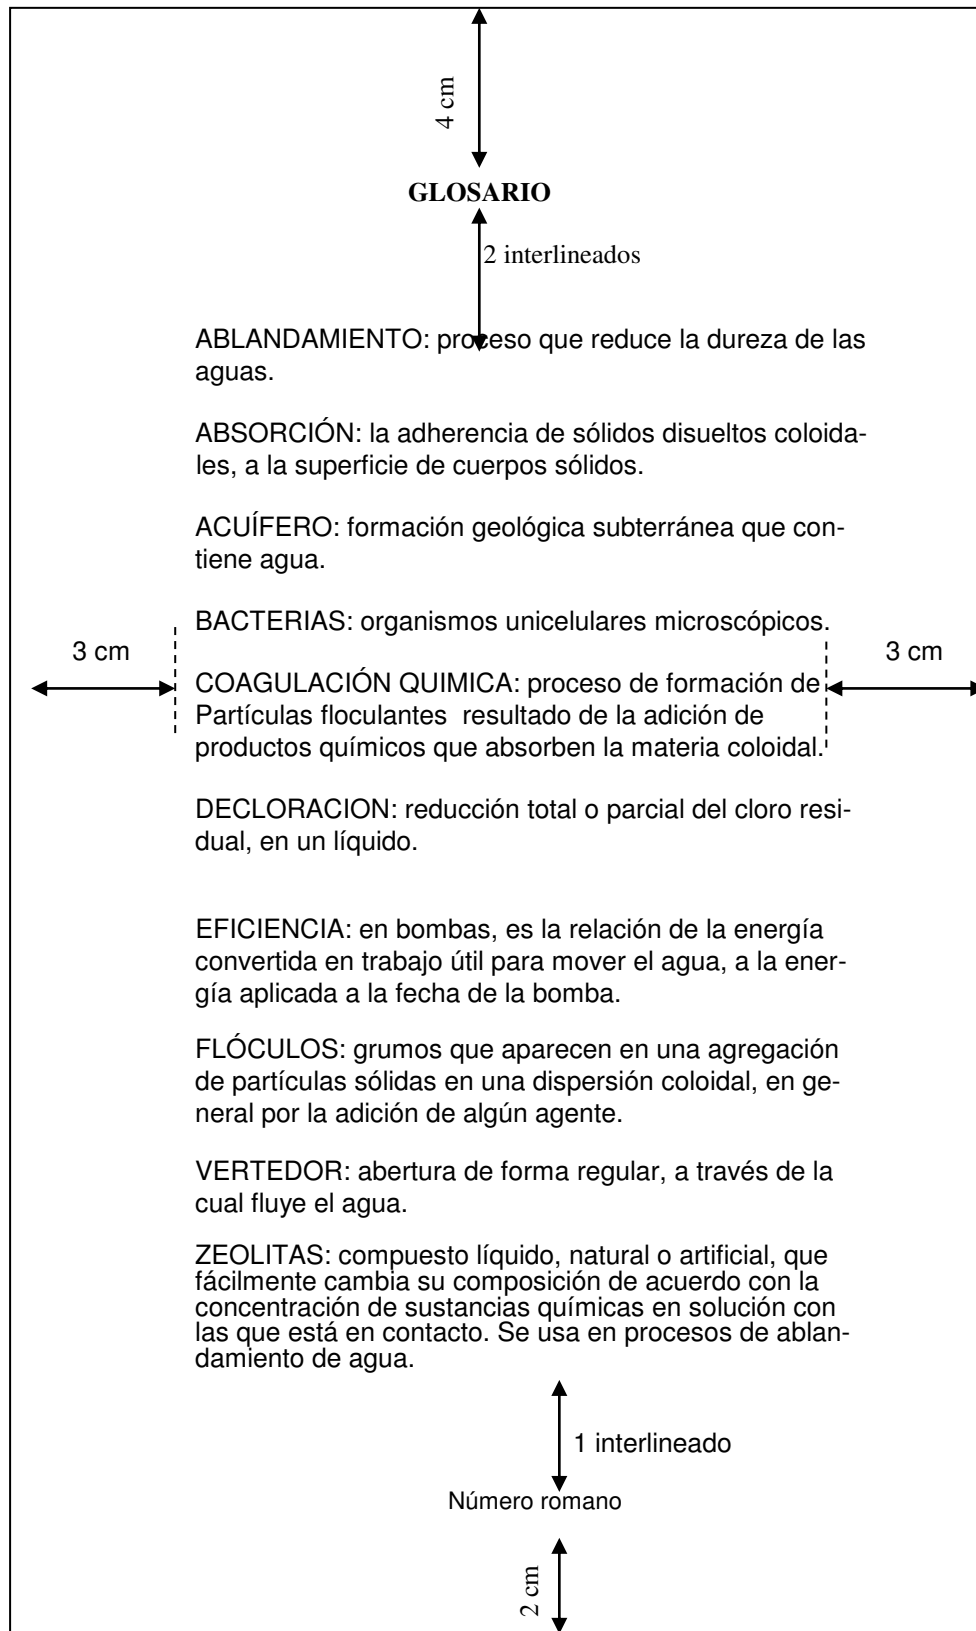 4 cm
GLOSARIO
2 interlineados
ABLANDAMIENTO: proceso que reduce la dureza de las
aguas.
ABSORCIÓN: la adherencia de sólidos disueltos coloida-
les, a la superficie de cuerpos sólidos.
ACUÍFERO: formación geológica subterránea que con-
tiene agua.
BACTERIAS: organismos unicelulares microscópicos.
3 cm
3 cm
COAGULACIÓN QUIMICA: proceso de formación de
Partículas floculantes  resultado de la adición de
productos químicos que absorben la materia coloidal.
DECLORACION: reducción total o parcial del cloro resi-
dual, en un líquido.
EFICIENCIA: en bombas, es la relación de la energía
convertida en trabajo útil para mover el agua, a la ener-
gía aplicada a la fecha de la bomba.
FLÓCULOS: grumos que aparecen en una agregación
de partículas sólidas en una dispersión coloidal, en ge-
neral por la adición de algún agente.
VERTEDOR: abertura de forma regular, a través de la
cual fluye el agua.
ZEOLITAS: compuesto líquido, natural o artificial, que
fácilmente cambia su composición de acuerdo con la
concentración de sustancias químicas en solución con
las que está en contacto. Se usa en procesos de ablan-
damiento de agua.
1 interlineado
Número romano
2 cm